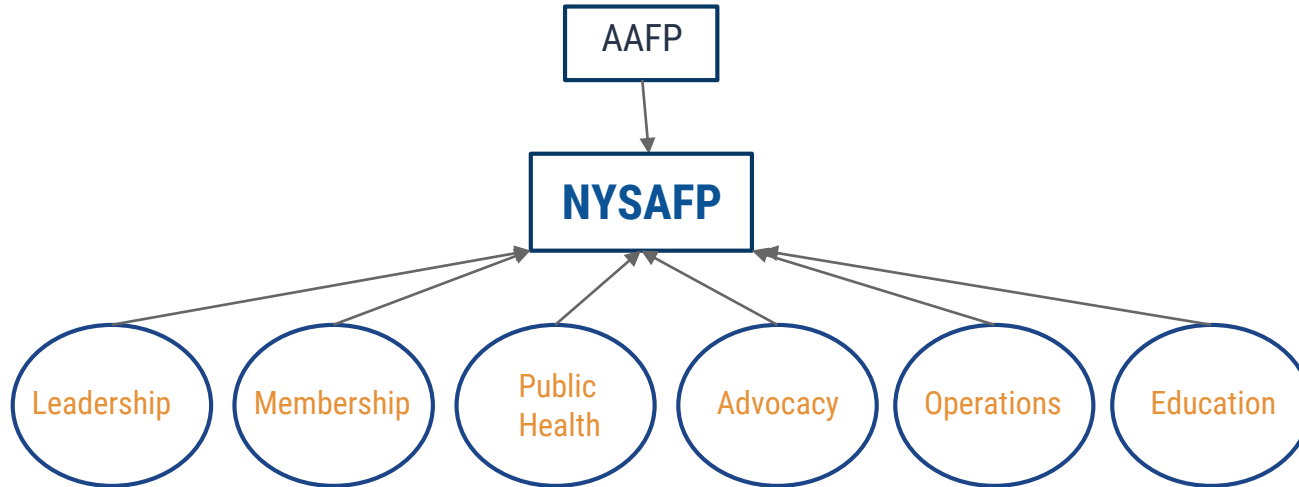 AAFP
NYSAFP
Leadership
Membership
Public
Health
Advocacy
Operations
Education